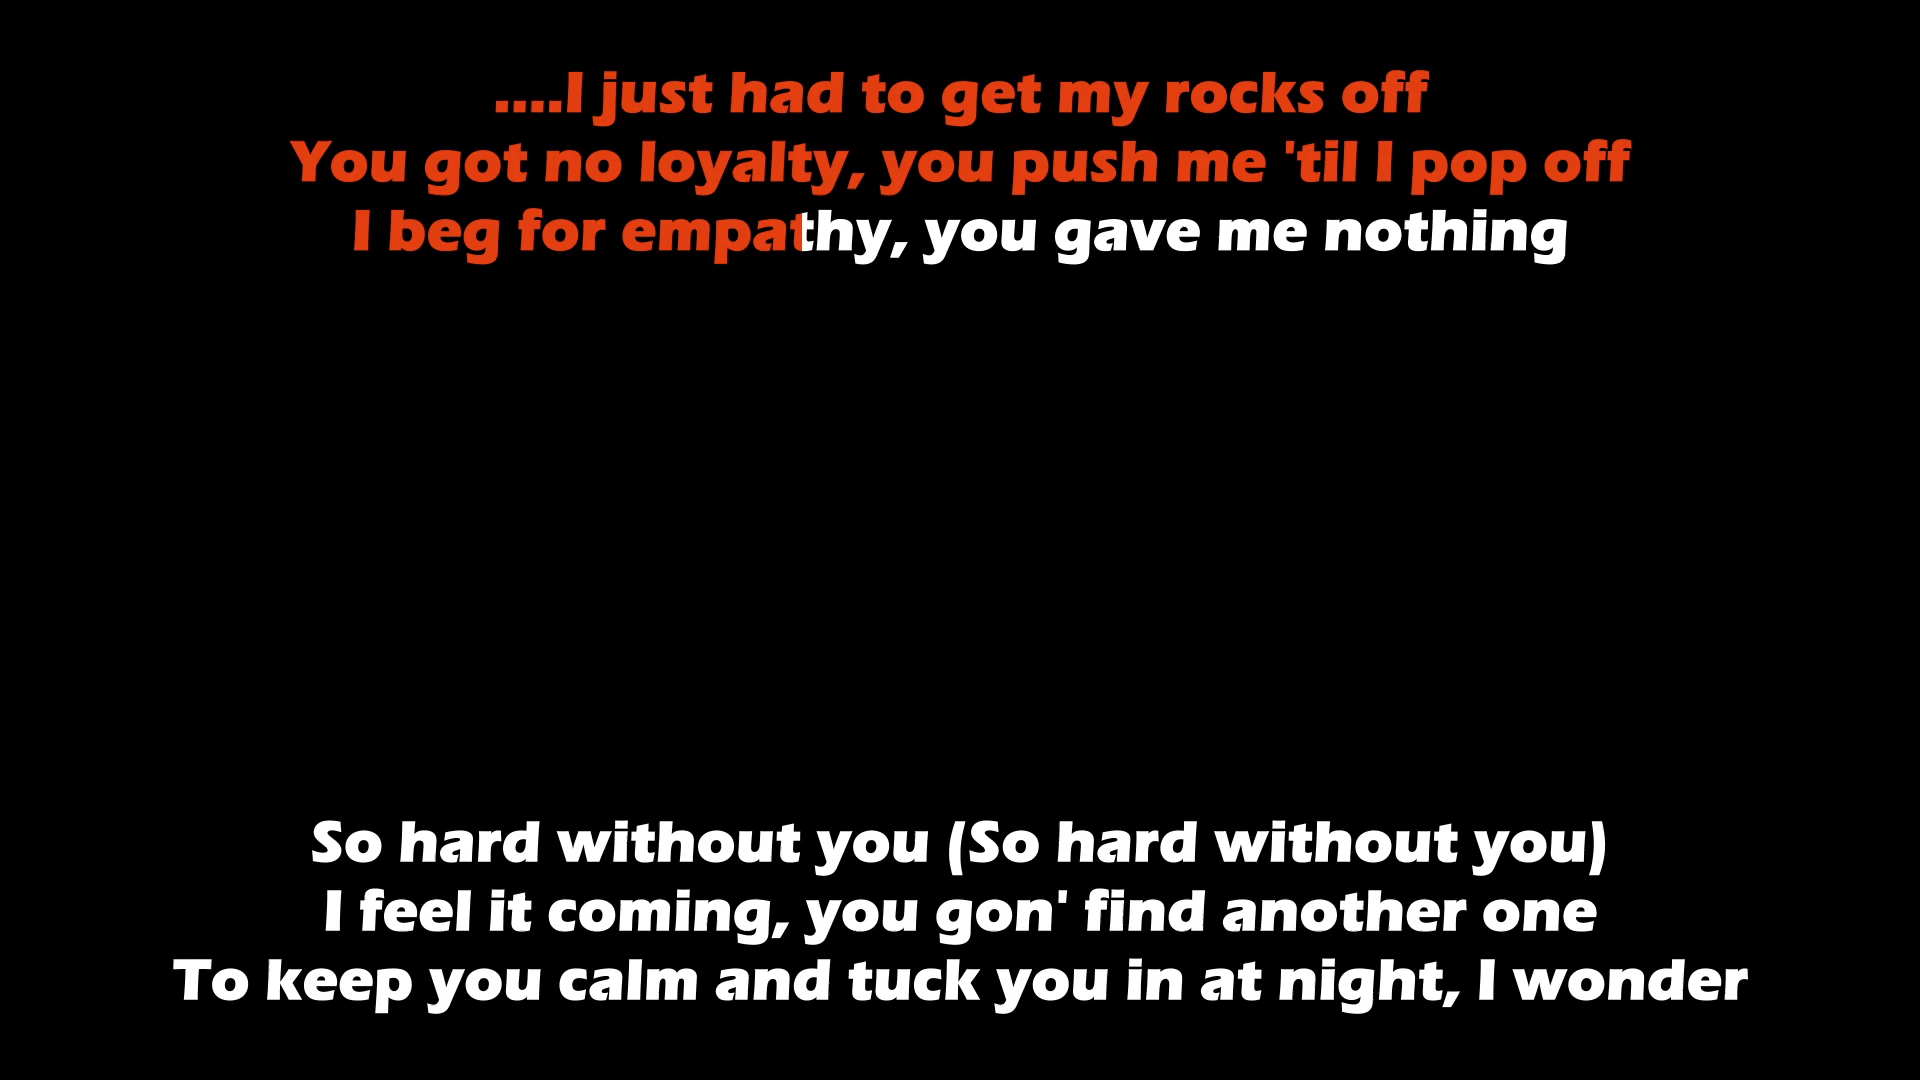 ....I just had to get my rocks off
You got no loyalty, you push me 'til I pop off
I beg for empathy, you gave me nothing
So hard without you (So hard without you)
I feel it coming, you gon' find another one
To keep you calm and tuck you in at night, I wonder